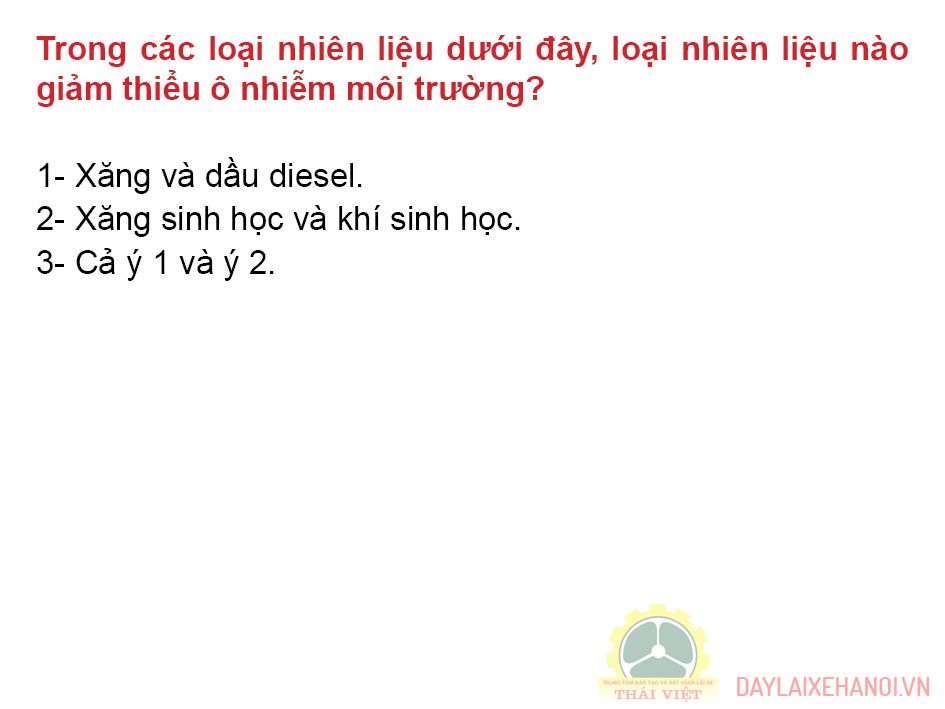 Trong các loại nhiên liệu dưới đây, loại nhiên liệu nào
giảm thiểu ô nhiễm môi trường?
1- Xăng và dầu diesel.
2- Xăng sinh học và khí sinh học.
3- Cả ý 1 và ý 2.
TRUNG TÂM ĐÀO TẠO VÀ SÁT HẠCH LÁI XE
THÁI VIỆT
DAYLAIXEHANOI.VN